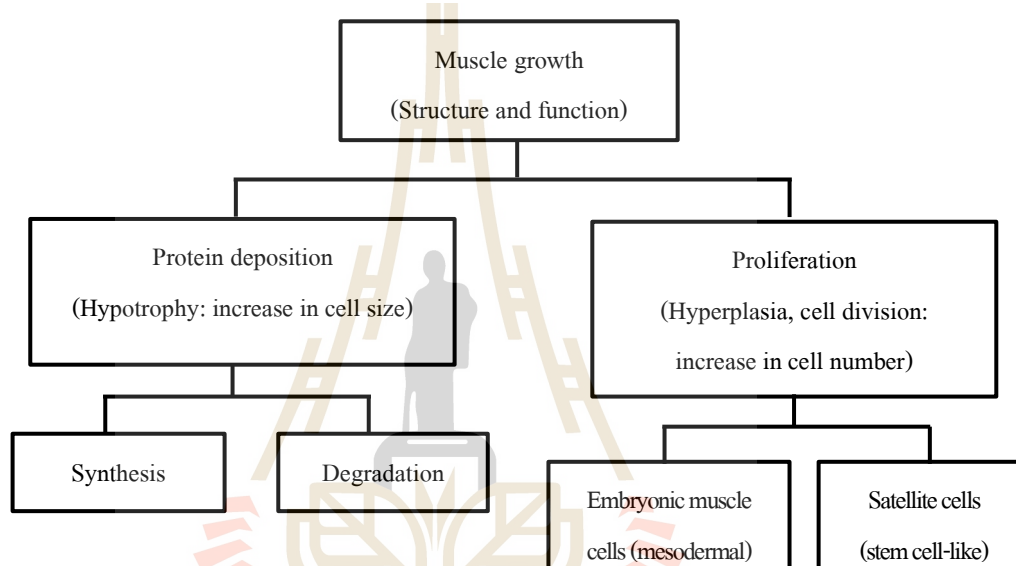 Muscle growth
(Structure and function)
Protein deposition
(Hypotrophy: increase in cell size)
Proliferation
(Hyperplasia, cell division:
increase in cell number)
Synthesis
Degradation
Embryonic muscle
cells (mesodermal)
Satellite cells
(stem cell-like)